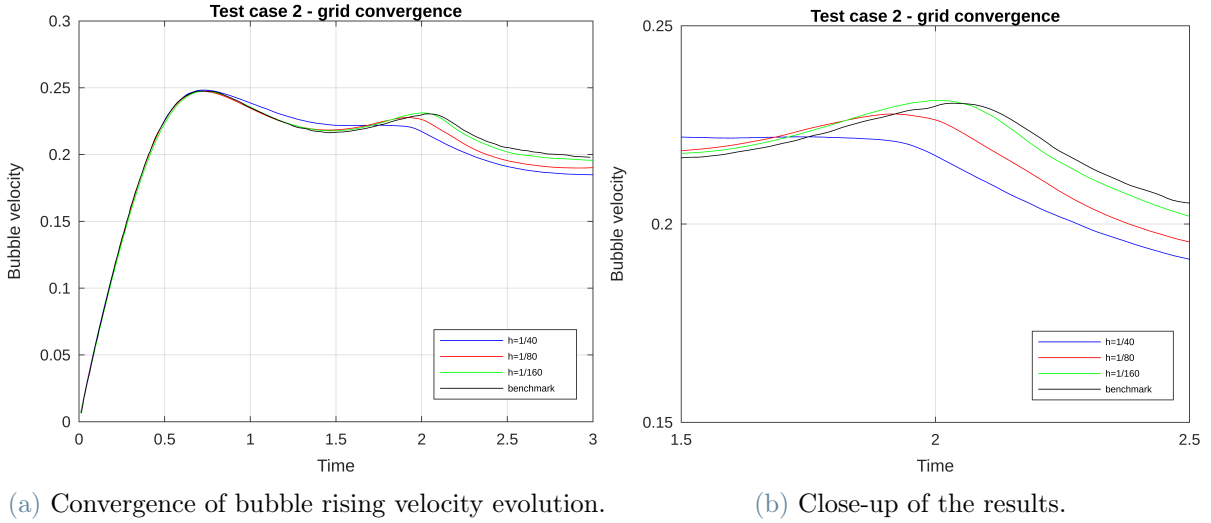 Test case 2 - grid convergence
0.3
0.25
0.2
0.15
0.1
0.05
0
Bubble velocity
h=1/40
h=1/80
h=1/160
benchmark
0 0.5 1 1.5 2 2.5 3
Time
(a) Convergence of bubble rising velocity evolution.
Test case 2 - grid convergence
0.25
0.2
0.15
Bubble velocity
h=1/40
h=1/80
h=1/160
benchmark
1.5 2 2.5
Time
(b) Close-up of the results.